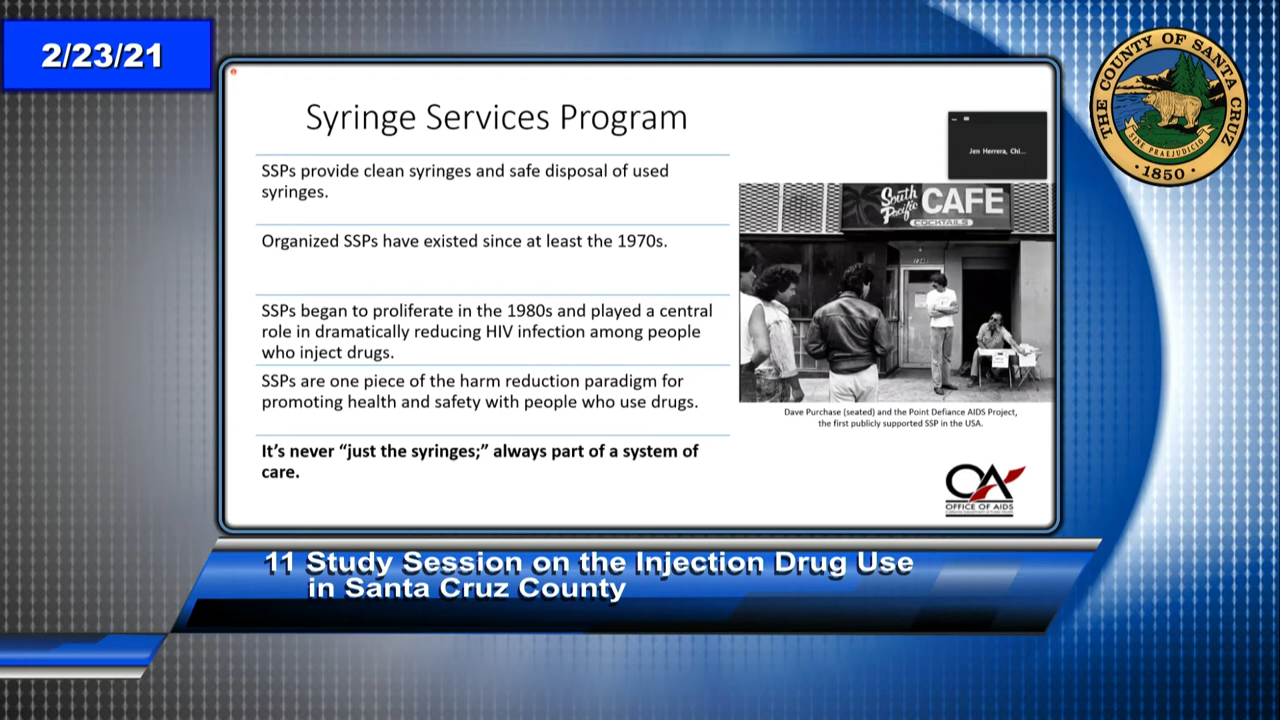 2/23/21
THE COUNTY OF SANTA CRUZ
SINE PRAEJUDICIO
• 1850 •
Syringe Services Program
Jen Herrera, Chi...
SSPs provide clean syringes and safe disposal of used
syringes.
Organized SSPs have existed since at least the 1970s.
SSPs began to proliferate in the 1980s and played a central
role in dramatically reducing HIV infection among people
who inject drugs.
SSPs are one piece of the harm reduction paradigm for
promoting health and safety with people who use drugs.
It's never “just the syringes;” always part of a system of
care.
South
Pacific
CAFE
COCKTAILS
Dave Purchase (seated) and the Point Defiance AIDS Project,
the first publicly supported SSP in the USA.
OA
OFFICE OF AIDS
11 Study Session on the Injection Drug Use
in Santa Cruz County